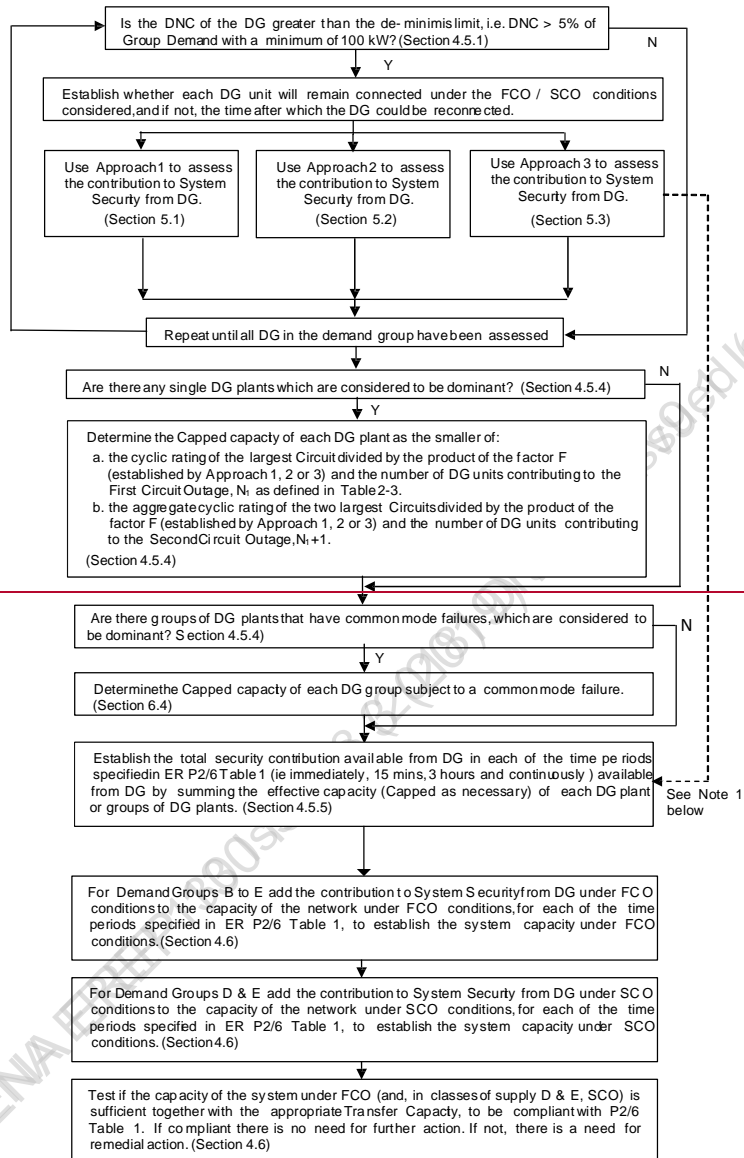 Is the DNC of the DG greater than the de-minimis limit, i.e. DNC > 5% of
Group Demand with a minimum of 100 kW? (Section 4.5.1)
N
Y
Establish whether each DG unit will remain connected under the FCO / SCO conditions
considered, and if not, the time after which the DG could be reconnected.
Use Approach 1 to assess
the contribution to System
Security from DG.
(Section 5.1)
Use Approach 2 to assess
the contribution to System
Security from DG.
(Section 5.2)
Use Approach 3 to assess
the contribution to System
Security from DG.
(Section 5.3)
Repeat until all DG in the demand group have been assessed
N
Are there any single DG plants which are considered to be dominant? (Section 4.5.4)
Y
Determine the Capped capacity of each DG plant as the smaller of:
a. the cyclic rating of the largest Circuit divided by the product of the factor F
(established by Approach 1, 2 or 3) and the number of DG units contributing to the
First Circuit Outage, N₁ as defined in Table 2-3.
b. the aggregate cyclic rating of the two largest Circuits divided by the product of the
factor F (established by Approach 1, 2 or 3) and the number of DG units contributing
to the Second Circuit Outage, N₁+1.
(Section 4.5.4)
Are there groups of DG plants that have common mode failures, which are considered to
be dominant? Section 4.5.4)
N
Y
Determine the Capped capacity of each DG group subject to a common mode failure.
(Section 6.4)
Establish the total security contribution available from DG in each of the time periods
specified in ER P2/6 Table 1 (ie immediately, 15 mins, 3 hours and continuously ) available
from DG by summing the effective capacity (Capped as necessary) of each DG plant
or groups of DG plants. (Section 4.5.5)
See Note 1
below
For Demand Groups B to E add the contribution to System Security from DG under FCO
conditions to the capacity of the network under FCO conditions, for each of the time
periods specified in ER P2/6 Table 1, to establish the system capacity under FCO
conditions. (Section 4.6)
For Demand Groups D & E add the contribution to System Security from DG under SCO
conditions to the capacity of the network under SCO conditions, for each of the time
periods specified in ER P2/6 Table 1, to establish the system capacity under SCO
conditions. (Section 4.6)
Test if the capacity of the system under FCO (and, in classes of supply D & E, SCO) is
sufficient together with the appropriate Transfer Capacity, to be compliant with P2/6
Table 1. If compliant there is no need for further action. If not, there is a need for
remedial action. (Section 4.6)